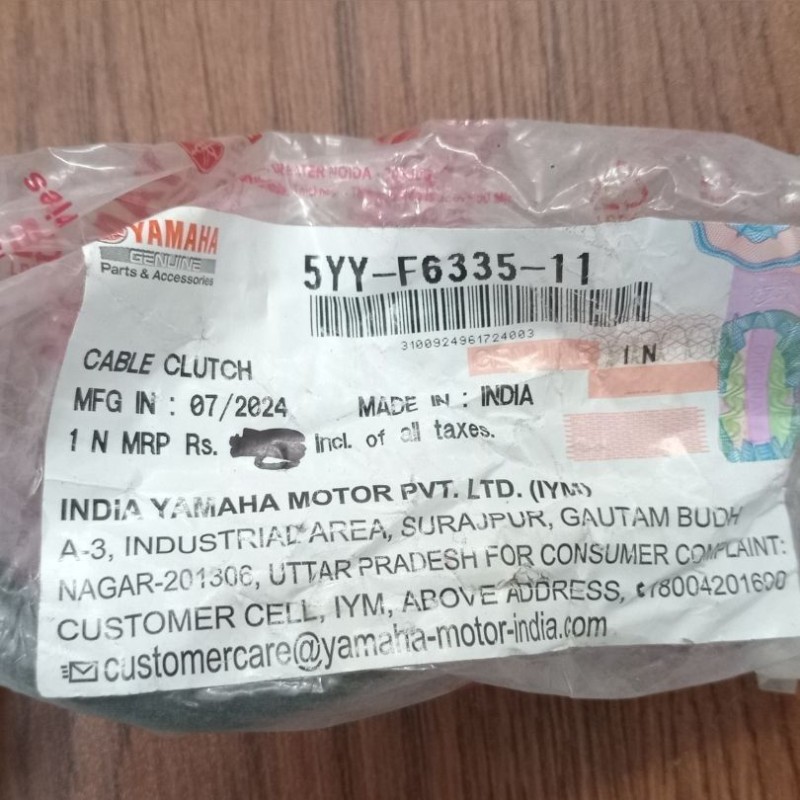 ries
YAMAHA
GENUINE
Parts & Accessories
5YY-F6335-11
3100924961724003
1 N
CABLE CLUTCH
MFG IN : 07/2024 MADE IN : INDIA
1 N MRP Rs. Incl. of all taxes.
INDIA YAMAHA MOTOR PVT. LTD. (IYM)
A-3, INDUSTRIAL AREA, SURAJPUR, GAUTAM BUDH
NAGAR-201306, UTTAR PRADESH FOR CONSUMER COMPLAINT:
CUSTOMER CELL, IYM, ABOVE ADDRESS, 18004201600
customercare@yamaha-motor-india.com